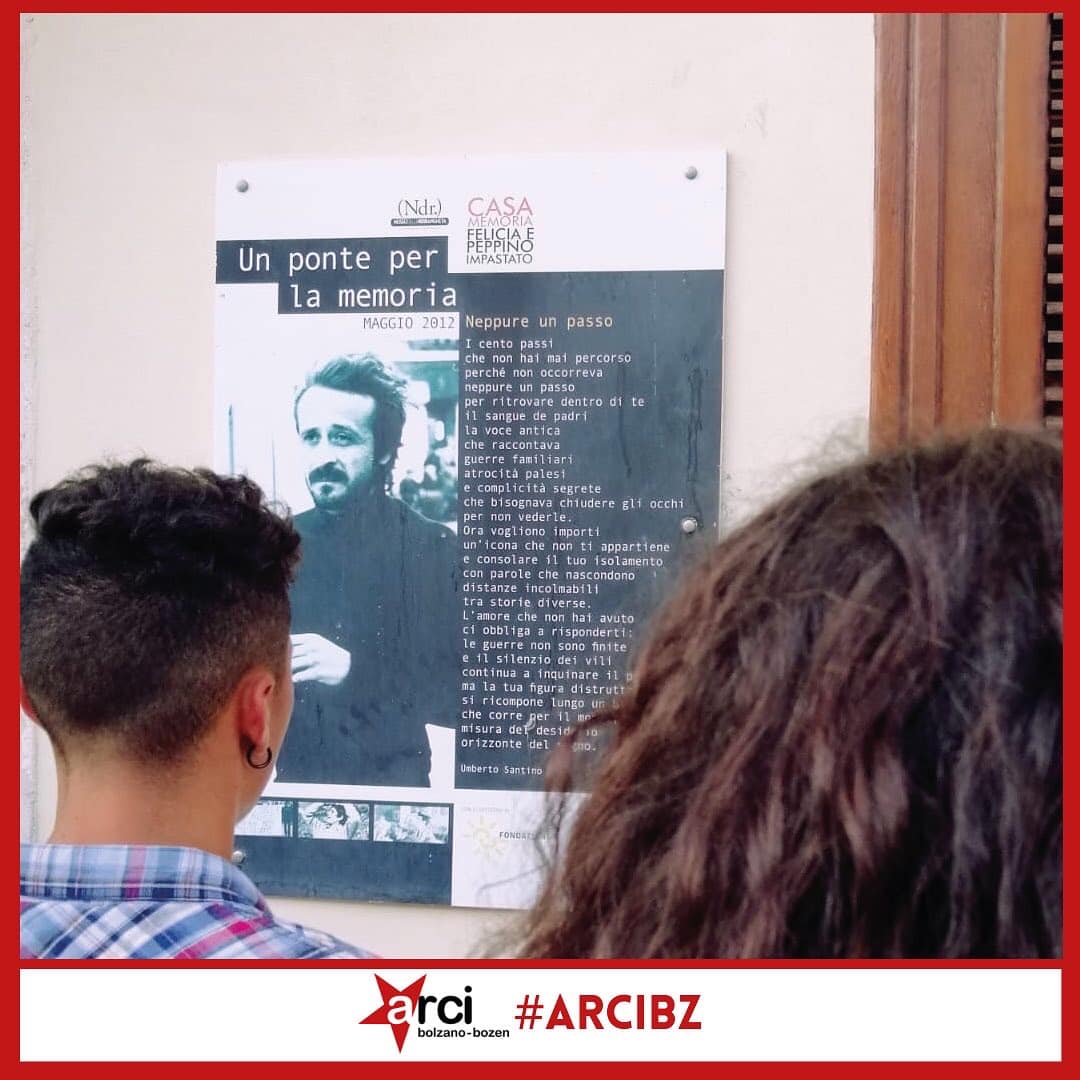 (Ndr.)
CASA
MEMORIA
FELICIA E
PEPPINO
IMPASTATO
Un ponte per
la memoria
MAGGIO 2012
Neppure un passo
I cento passi
che non hai mai percorso
perché non occorreva
neppure un passo
per ritrovare dentro di te
il sangue de padri
la voce antica
che raccontava
guerre familiari
atrocità palesi
e complicità segrete
che bisognava chiudere gli occhi
per non vederle.
Ora vogliono importi
un'icona che non ti appartiene
e consolare il tuo isolamento
con parole che nascondono
distanze incolmabili
tra storie diverse.
L'amore che non hai avuto
ci obbliga a risponderti:
le guerre non sono finite
e il silenzio dei vili
continua a inquinare il
ma la tua figura
si ricompone lungo un
che corre per il
misura del
orizzonte del
Umberto Santino
arci
bolzano-bozen
#ARCIBZ